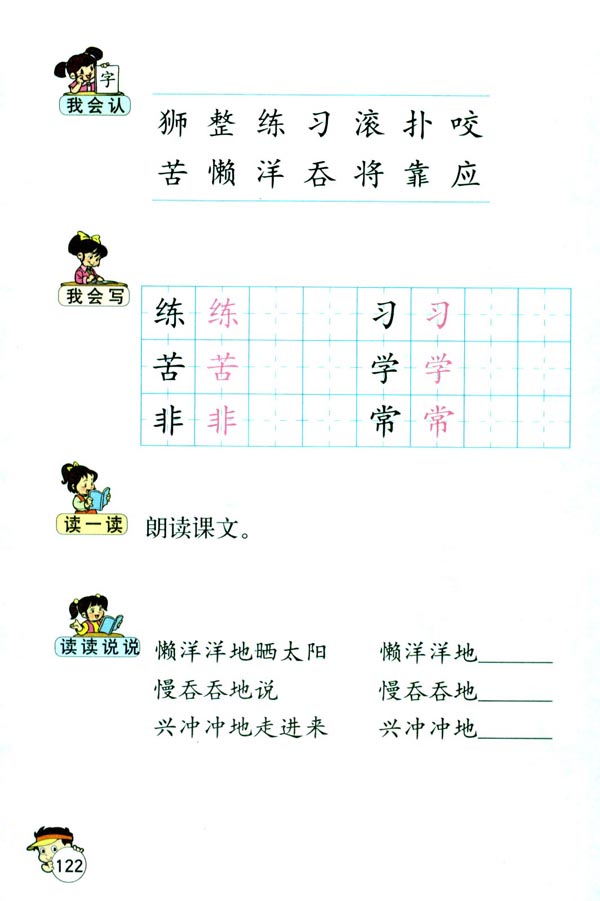 字
我会认
狮 整 练 习 滚 扑 咬
苦 懒 洋 吞 将 靠 应
我会写
练 练 习 习
苦 苦 学 学
非 非 常 常
读一读
朗读课文。
读读说说
懒洋洋地晒太阳 懒洋洋地______
慢吞吞地说 慢吞吞地______
兴冲冲地走进来 兴冲冲地______
122